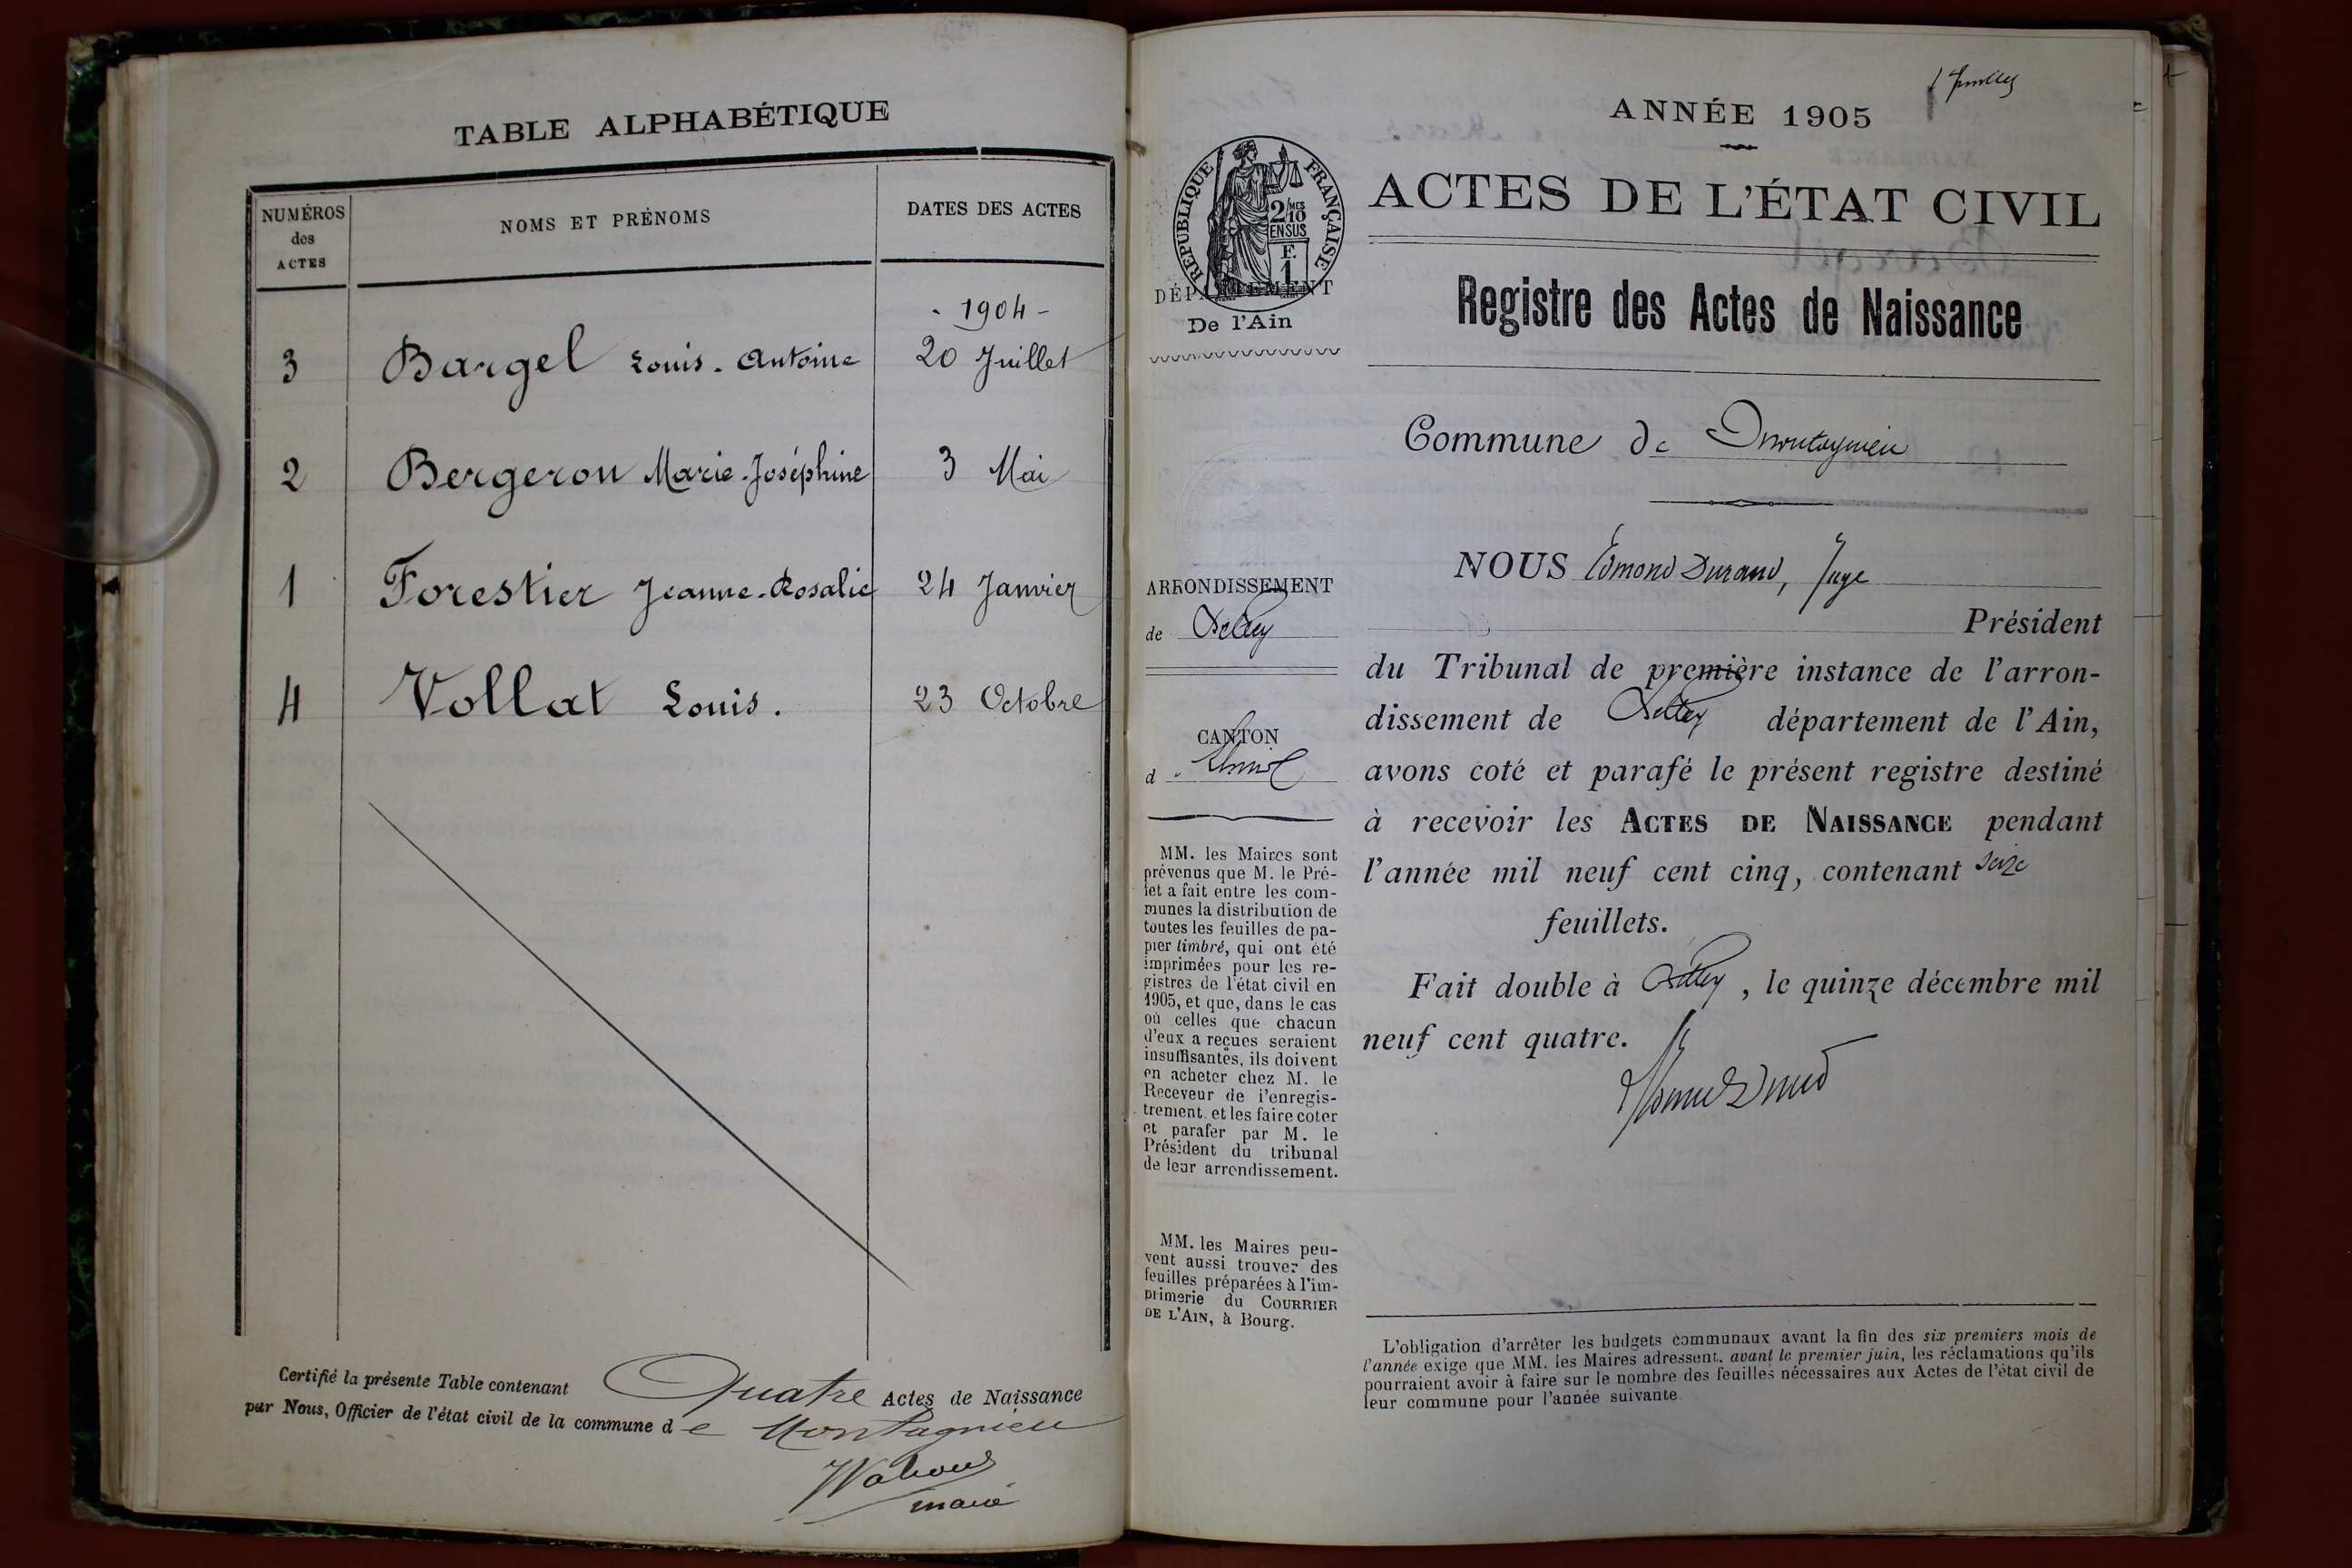 TABLE ALPHABÉTIQUE
NUMÉROS
des
ACTES
NOMS ET PRÉNOMS
DATES DES ACTES
- 1904 -
3 Bargel Louis. Antoine 20 Juillet
2 Bergeron Marie-Joséphine 3 Mai
1 Forestier Jeanne-Rosalie 24 Janvier
4 Vollat Louis. 23 Octobre
Certifié la présente Table contenant Quatre Actes de Naissance
par Nous, Officier de l'état civil de la commune de Montagnieu
maire
ANNÉE 1905
ACTES DE L'ÉTAT CIVIL
RÉPUBLIQUE FRANÇAISE
2/10 MES
EN SUS
F.
1
DÉPARTEMENT
De l'Ain
Registre des Actes de Naissance
Commune de Montagnieu
ARRONDISSEMENT
de Belley
CANTON
d
MM. les Maires sont
prévenus que M. le Pré-
fet a fait entre les com-
munes la distribution de
toutes les feuilles de pa-
pier timbré, qui ont été
imprimées pour les re-
gistres de l'état civil en
1905, et que, dans le cas
où celles que chacun
d'eux a reçues seraient
insuffisantes, ils doivent
en acheter chez M. le
Receveur de l'enregis-
trement et les faire coter
et parafer par M. le
Président du tribunal
de leur arrondissement.
MM. les Maires peu-
vent aussi trouver des
feuilles préparées à l'im-
primerie du COURRIER
DE L'AIN, à Bourg.
NOUS Edmond Durand, Juge
Président
du Tribunal de première instance de l'arron-
dissement de Belley département de l'Ain,
avons coté et parafé le présent registre destiné
à recevoir les ACTES DE NAISSANCE pendant
l'année mil neuf cent cinq, contenant seize
feuillets.
Fait double à Belley, le quinze décembre mil
neuf cent quatre.
L'obligation d'arrêter les budgets communaux avant la fin des six premiers mois de
l'année exige que MM. les Maires adressent, avant le premier juin, les réclamations qu'ils
pourraient avoir à faire sur le nombre des feuilles nécessaires aux Actes de l'état civil de
leur commune pour l'année suivante